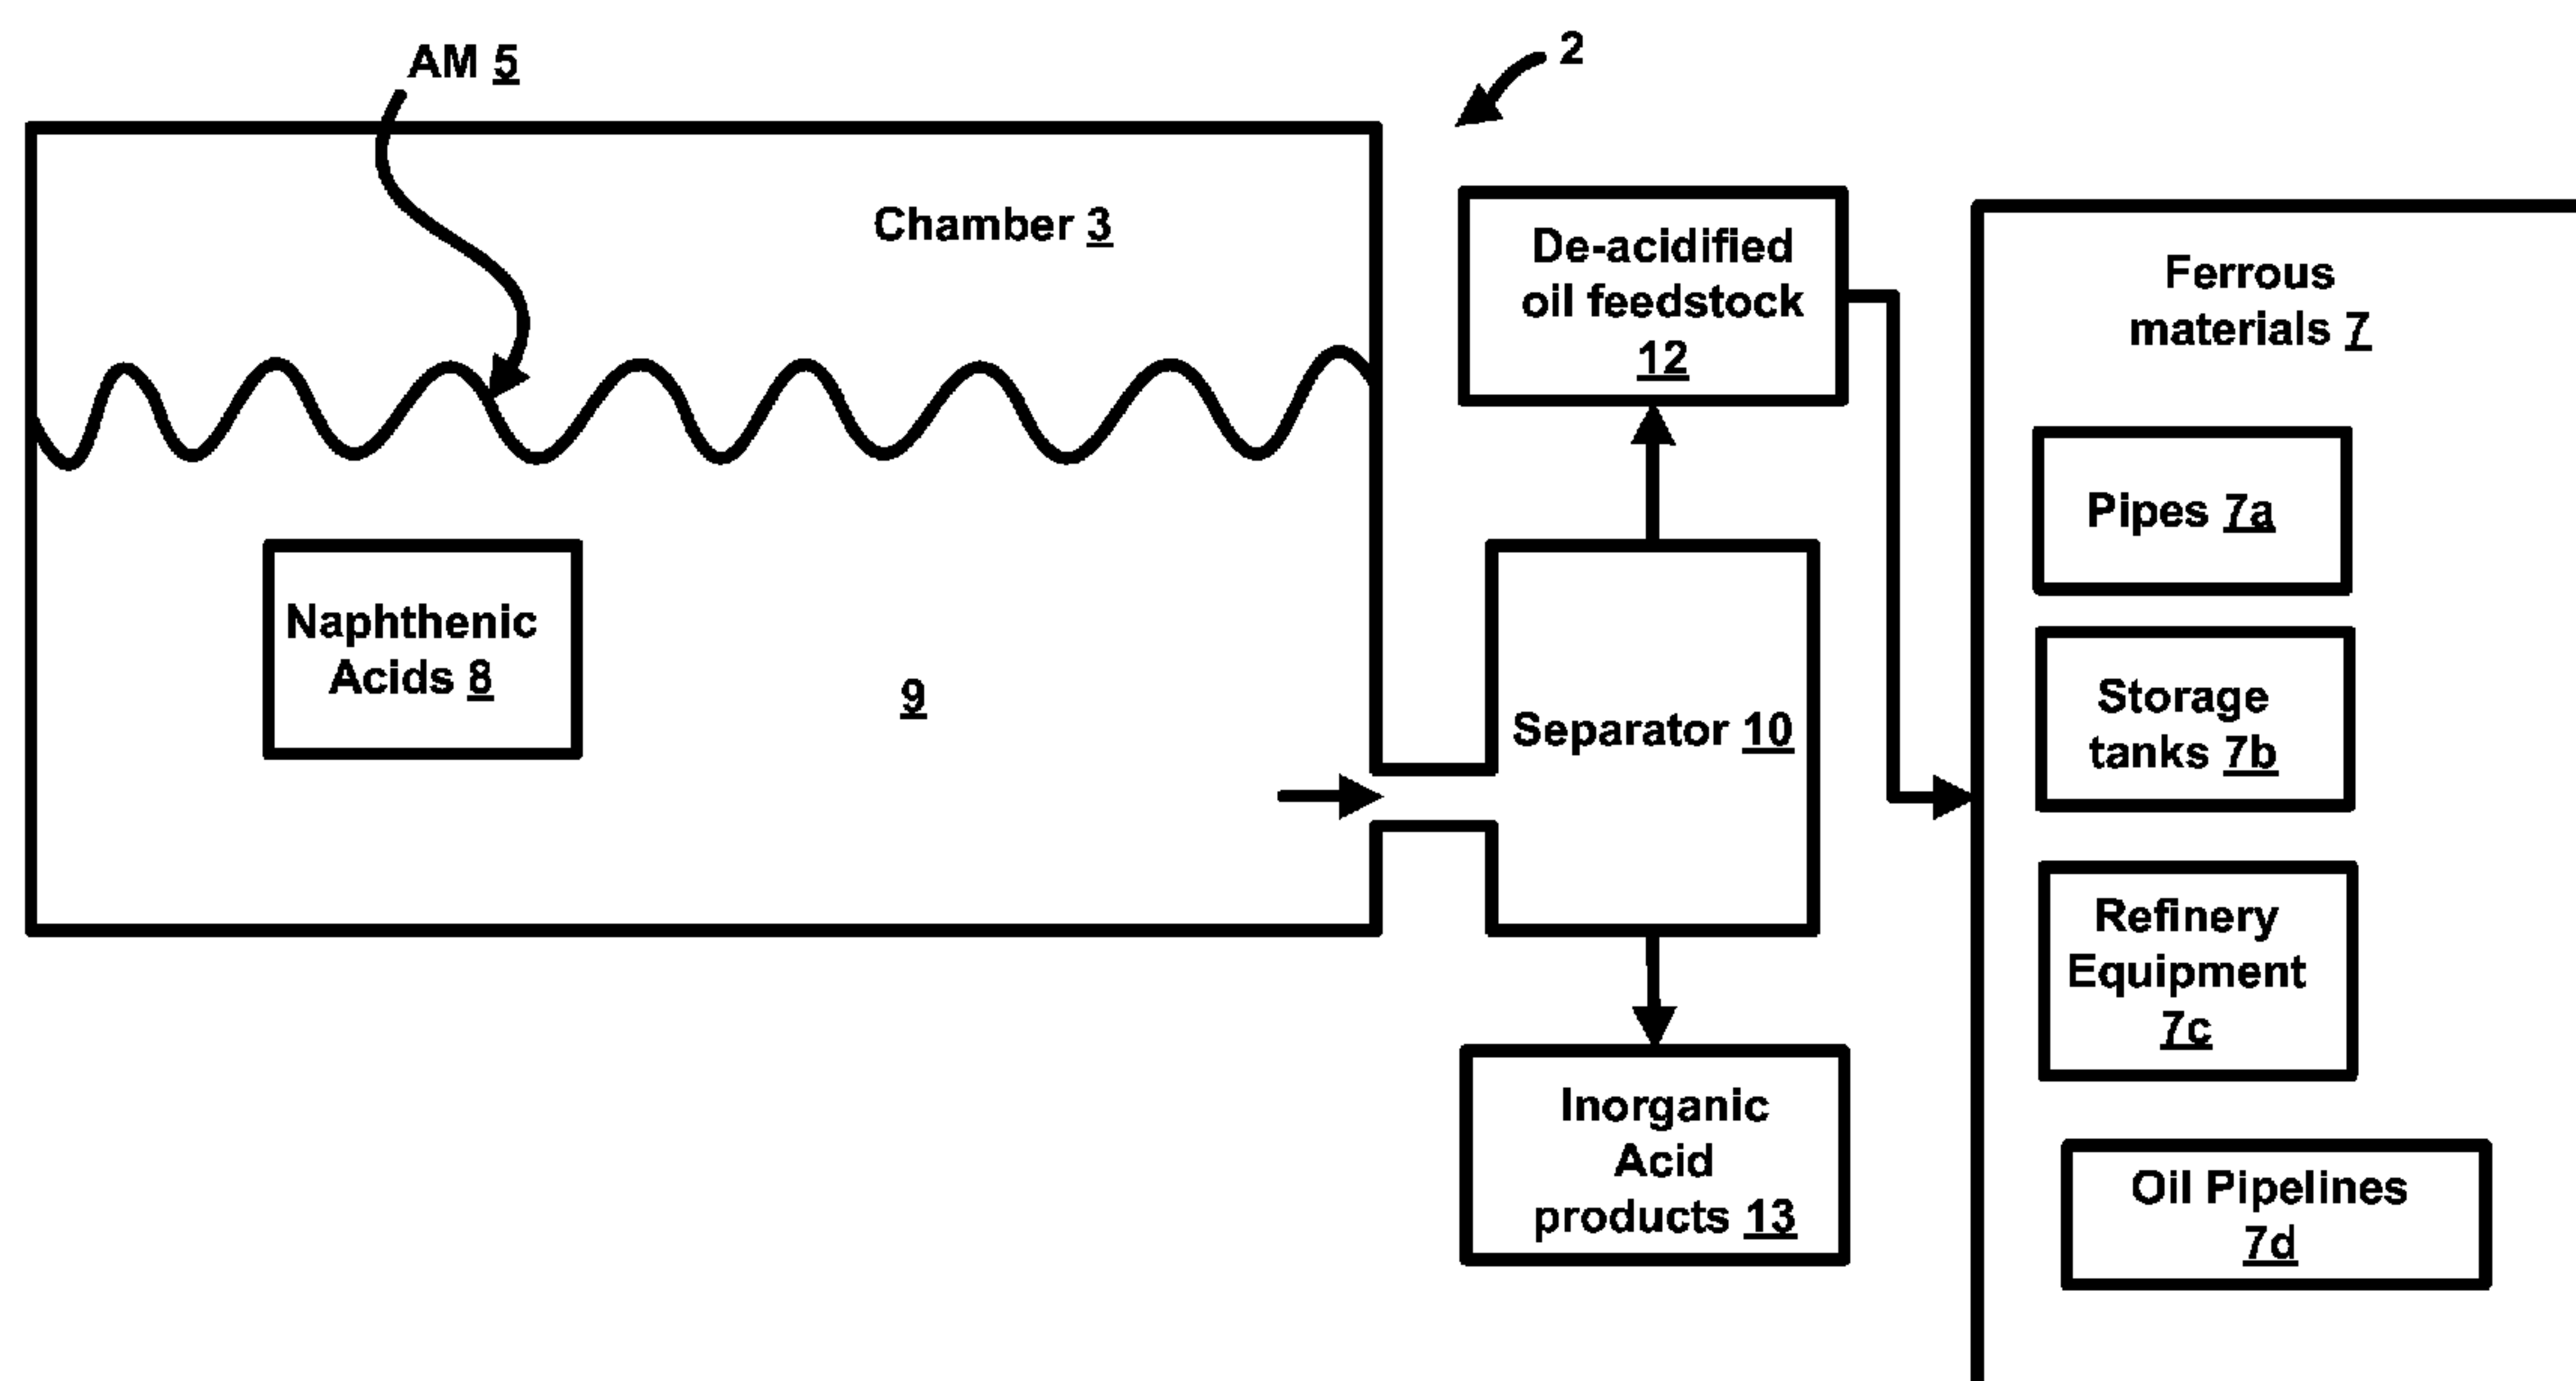 AM 5
2
Chamber 3
De-acidified
oil feedstock
12
Ferrous
materials 7
Pipes 7a
Naphthenic
Acids 8
9
Separator 10
Storage
tanks 7b
Refinery
Equipment
7c
Inorganic
Acid
products 13
Oil Pipelines
7d